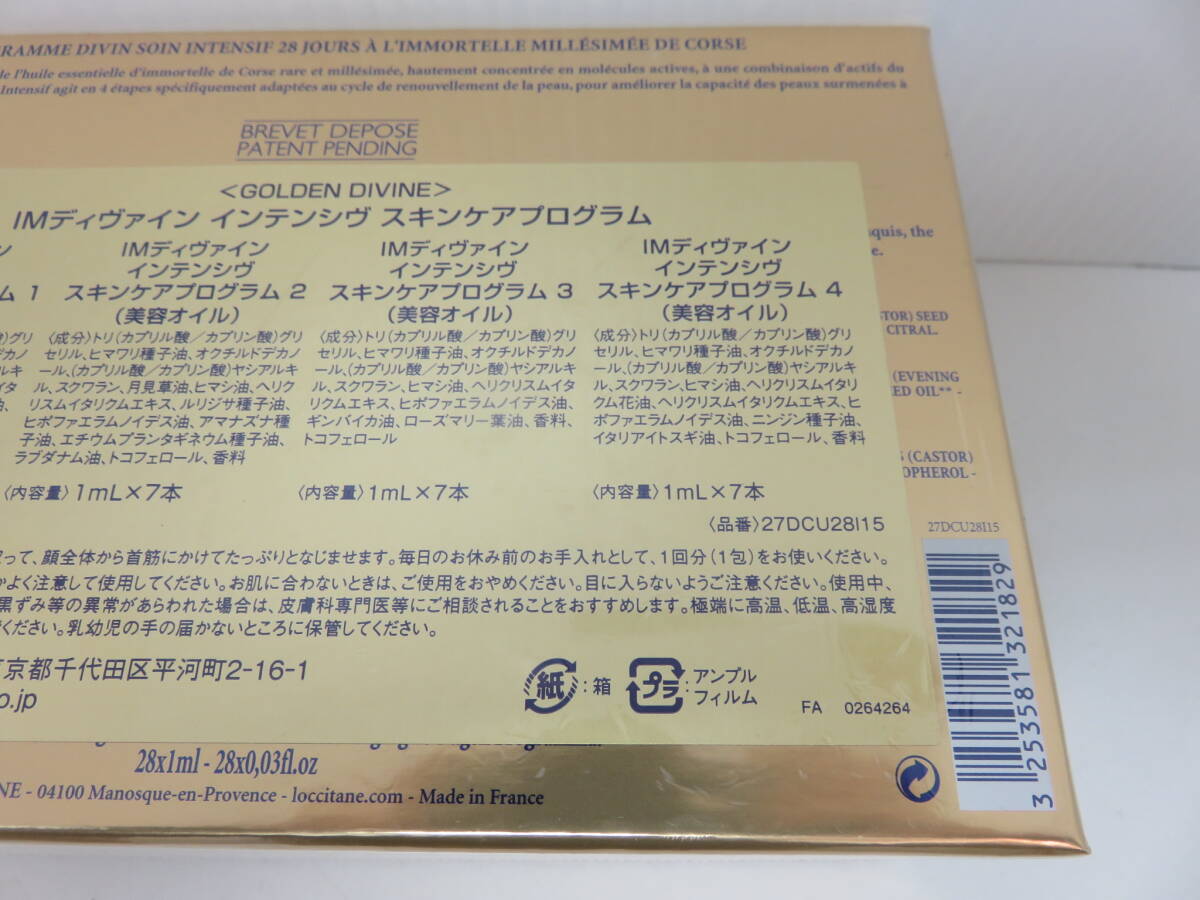 RAMME DIVIN SOIN INTENSIF 28 JOURS À L'IMMORTELLE MILLÉSIMÉE DE CORSE
de l'huile essentielle d'immortelle de Corse rare et millésimée, hautement concentrée en molécules actives, à une combinaison d'actifs du
Intensif agit en 4 étapes spécifiquement adaptées au cycle de renouvellement de la peau, pour améliorer la capacité des peaux surmenées à
BREVET DEPOSE
PATENT PENDING
<GOLDEN DIVINE>
IMディヴァイン インテンシヴ スキンケアプログラム
ン
ム 1
IMディヴァイン
インテンシヴ
スキンケアプログラム 2
(美容オイル)
〈成分〉トリ(カプリル酸/カプリン酸)グリ
セリル、ヒマワリ種子油、オクチルドデカノ
ール、(カプリル酸/カプリン酸)ヤシアルキ
ル、スクワラン、月見草油、ヒマシ油、ヘリク
リスムイタリクムエキス、ルリジサ種子油、
ヒポファエラムノイデス油、アマナズナ種
子油、エチウムプランタギネウム種子油、
ラブダナム油、トコフェロール、香料
〈内容量〉1mL×7本
IMディヴァイン
インテンシヴ
スキンケアプログラム 3
(美容オイル)
〈成分〉トリ(カプリル酸/カプリン酸)グリ
セリル、ヒマワリ種子油、オクチルドデカノ
ール、(カプリル酸/カプリン酸)ヤシアルキ
ル、スクワラン、ヒマシ油、ヘリクリスムイタ
リクムエキス、ヒポファエラムノイデス油、
ギンバイカ油、ローズマリー葉油、香料、
トコフェロール
〈内容量〉1mL×7本
IMディヴァイン
インテンシヴ
スキンケアプログラム 4
(美容オイル)
〈成分〉トリ(カプリル酸/カプリン酸)グリ
セリル、ヒマワリ種子油、オクチルドデカノ
ール、(カプリル酸/カプリン酸)ヤシアルキ
ル、スクワラン、ヒマシ油、ヘリクリスムイタリ
クム花油、ヘリクリスムイタリクムエキス、ヒ
ポファエラムノイデス油、ニンジン種子油、
イタリアイトスギ油、トコフェロール、香料
〈内容量〉1mL×7本
〈品番〉27DCU28I15
って、顔全体から首筋にかけてたっぷりとなじませます。毎日のお休み前のお手入れとして、1回分(1包)をお使いください。
かよく注意して使用してください。お肌に合わないときは、ご使用をおやめください。目に入らないようご注意ください。使用中、
黒ずみ等の異常があらわれた場合は、皮膚科専門医等にご相談されることをおすすめします。極端に高温、低温、高湿度
ください。乳幼児の手の届かないところに保管してください。
京都千代田区平河町2-16-1
o.jp
紙:箱
プラ:アンプル
フィルム
FA 0264264
quis, the
e.
TOR) SEED
CITRAL.
(EVENING
ED OIL** -
(CASTOR)
OPHEROL -
27DCU28I15
3 253581 321829
28x1ml - 28x0,03fl.oz
NE - 04100 Manosque-en-Provence - loccitane.com - Made in France